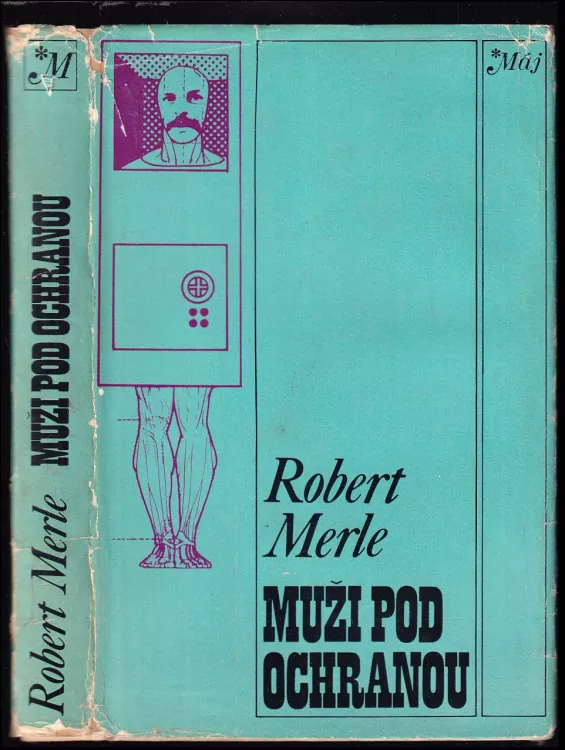 *M
Robert Merle MUŽI POD OCHRANOU
*Máj
Robert
Merle
MUŽI POD
OCHRANOU